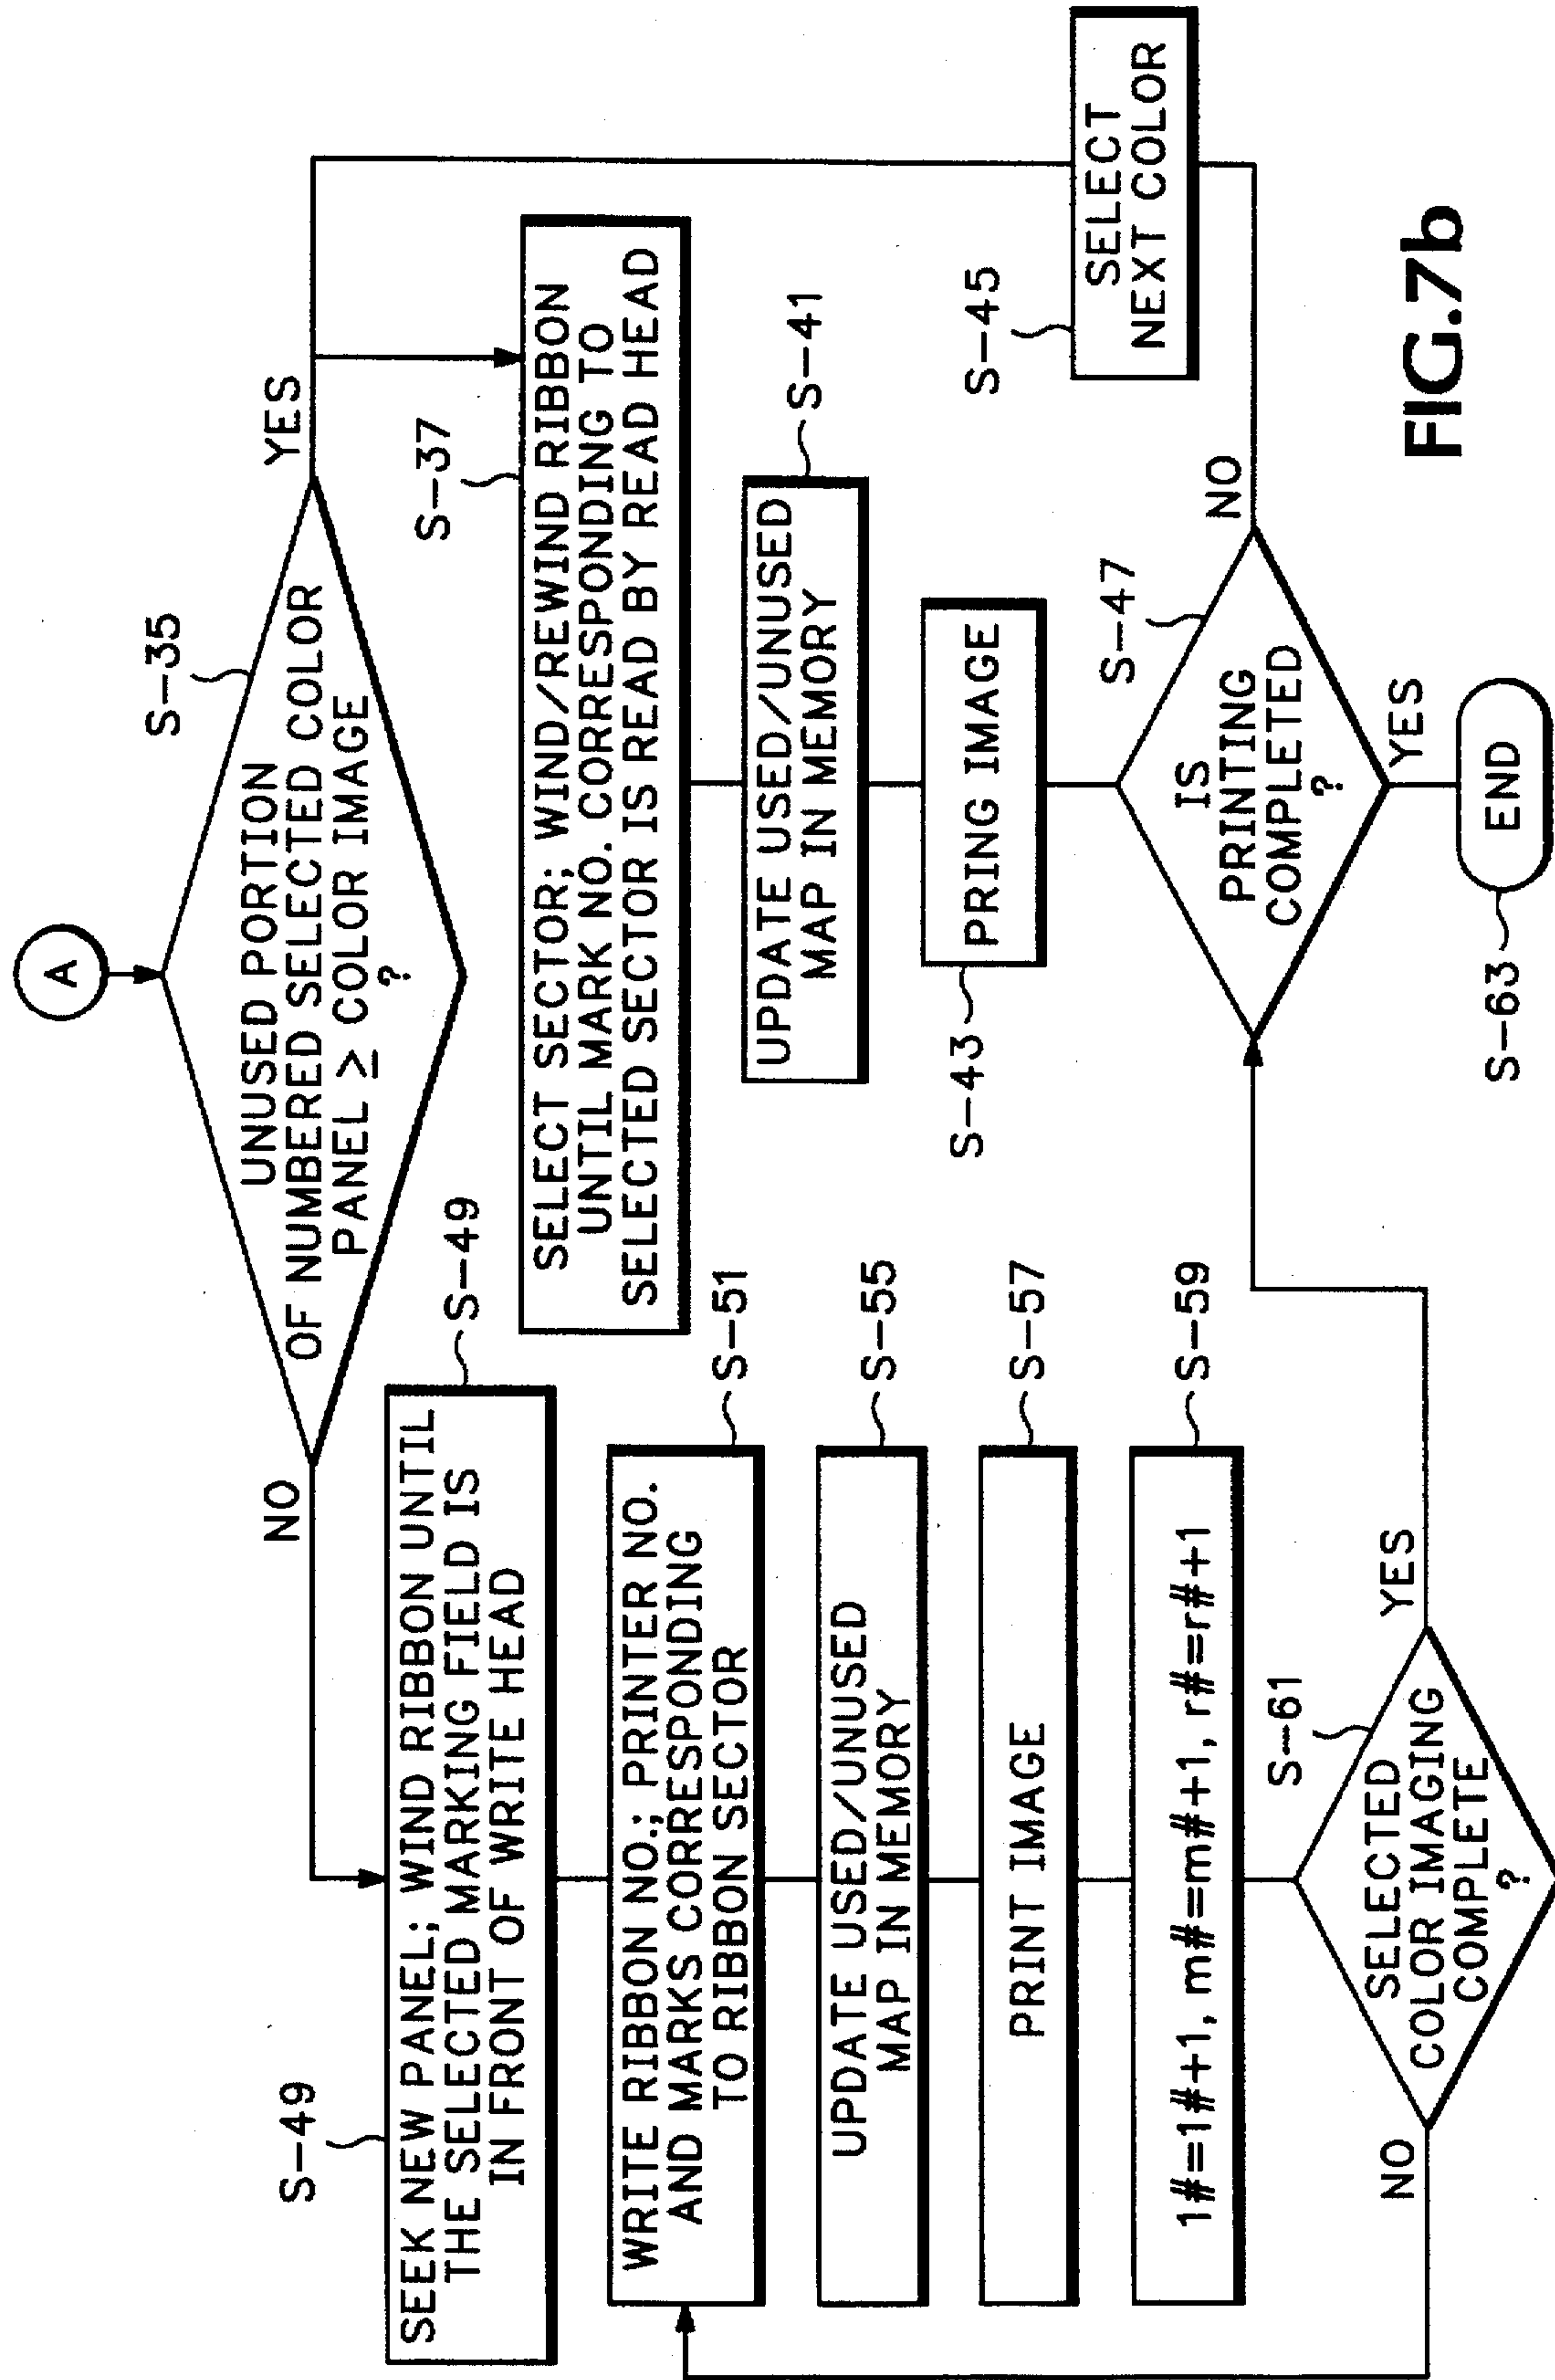 A
S-35
UNUSED PORTION
OF NUMBERED SELECTED COLOR
PANEL ≥ COLOR IMAGE
?
NO
YES
S-49
S-49
SEEK NEW PANEL; WIND RIBBON UNTIL
THE SELECTED MARKING FIELD IS
IN FRONT OF WRITE HEAD
S-51
WRITE RIBBON NO.; PRINTER NO.
AND MARKS CORRESPONDING
TO RIBBON SECTOR
S-55
UPDATE USED/UNUSED
MAP IN MEMORY
S-57
PRINT IMAGE
S-59
1#=1#+1, m#=m#+1, r#=r#+1
S-61
SELECTED
COLOR IMAGING
COMPLETE
?
NO
YES
S-37
SELECT SECTOR; WIND/REWIND RIBBON
UNTIL MARK NO. CORRESPONDING TO
SELECTED SECTOR IS READ BY READ HEAD
S-41
UPDATE USED/UNUSED
MAP IN MEMORY
S-43
PRING IMAGE
S-47
IS
PRINTING
COMPLETED
?
NO
YES
S-45
SELECT
NEXT COLOR
S-63
END
FIG.7b